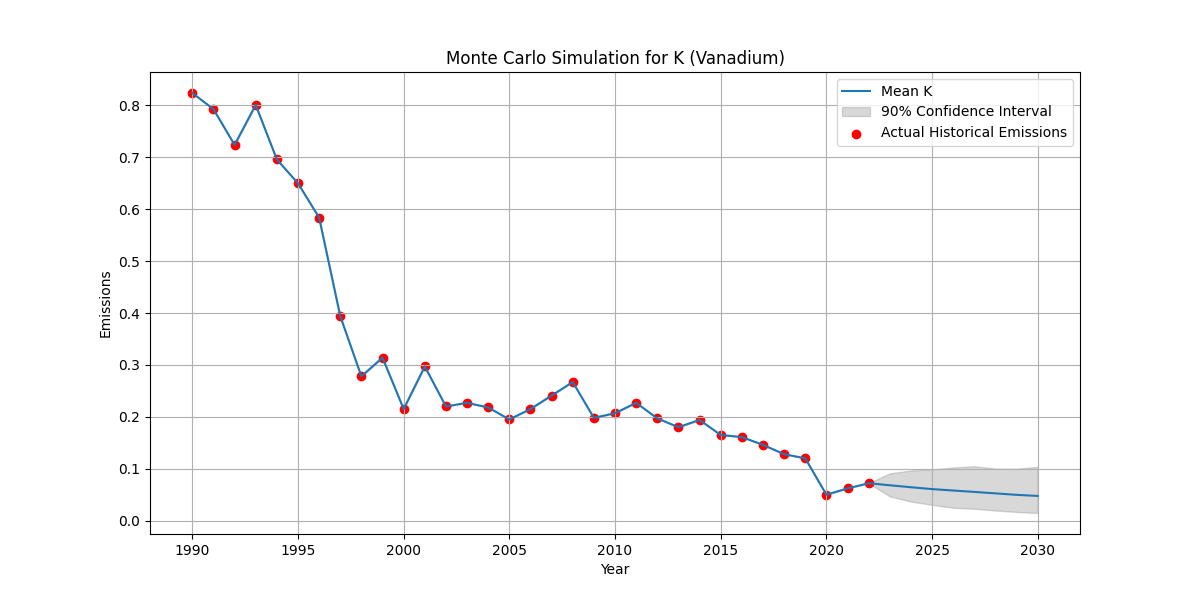 Monte Carlo Simulation for K (Vanadium)
Mean K
90% Confidence Interval
Actual Historical Emissions
0.8
0.7
0.6
0.5
0.4
0.3
0.2
0.1
0.0
Emissions
1990 1995 2000 2005 2010 2015 2020 2025 2030
Year